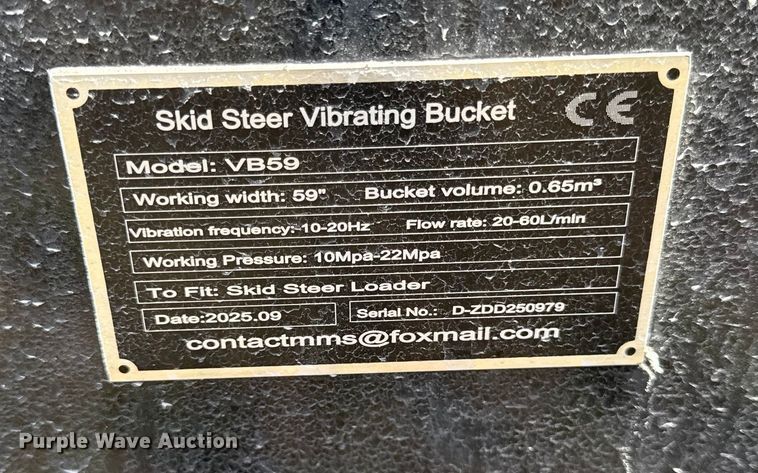 Skid Steer Vibrating Bucket CE
Model: VB59
Working width: 59" Bucket volume: 0.65m³
Vibration frequency: 10-20Hz Flow rate: 20-60L/min
Working Pressure: 10Mpa-22Mpa
To Fit: Skid Steer Loader
Date:2025.09 Serial No.: D-ZDD250979
contactmms@foxmail.com
Purple Wave Auction